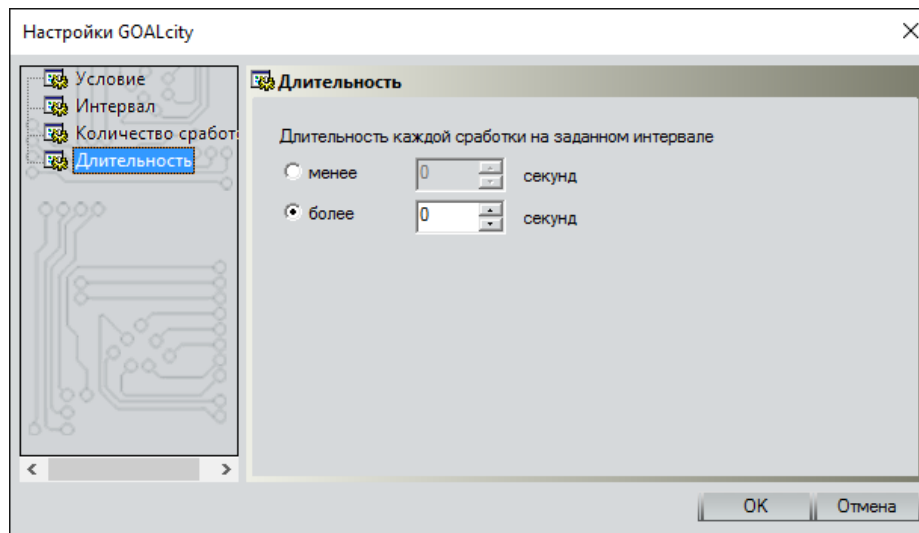 Настройки GOALcity
Условие
Интервал
Количество сработ
Длительность
Длительность
Длительность каждой сработки на заданном интервале
менее 0 секунд
более 0 секунд
OK Отмена